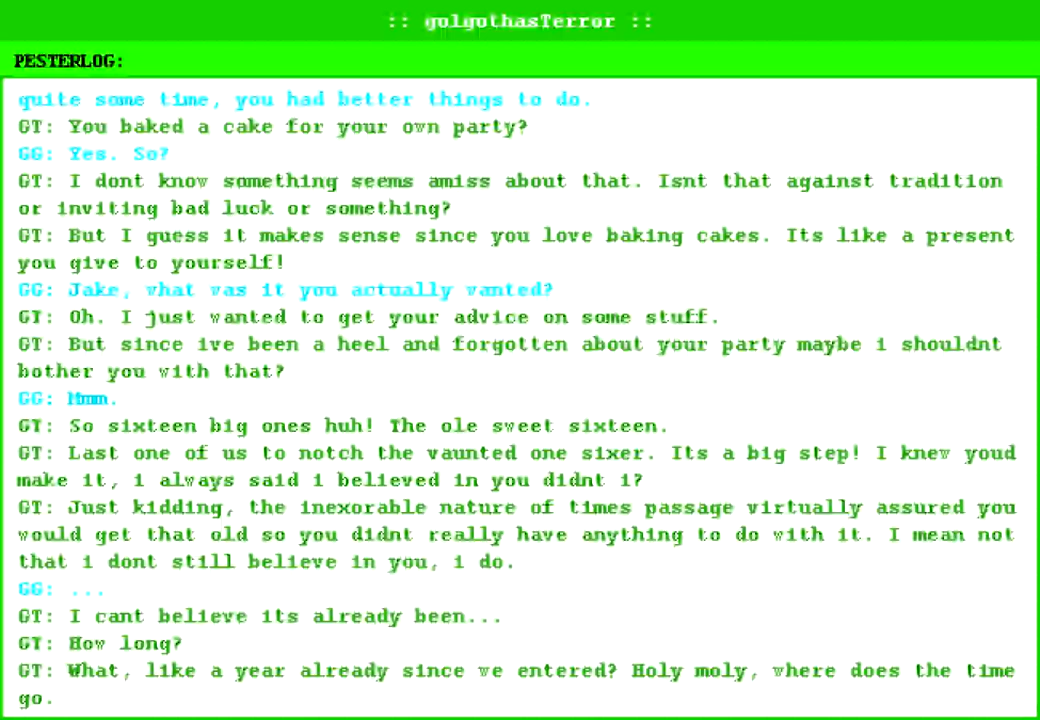 :: golgothasTerror ::
PESTERLOG:
quite some time, you had better things to do.
GT: You baked a cake for your own party?
GG: Yes. So?
GT: I dont know something seems amiss about that. Isnt that against tradition
or inviting bad luck or something?
GT: But I guess it makes sense since you love baking cakes. Its like a present
you give to yourself!
GG: Jake, what was it you actually wanted?
GT: Oh. I just wanted to get your advice on some stuff.
GT: But since ive been a heel and forgotten about your party maybe i shouldnt
bother you with that?
GG: Mmm.
GT: So sixteen big ones huh! The ole sweet sixteen.
GT: Last one of us to notch the vaunted one sixer. Its a big step! I knew youd
make it, i always said i believed in you didnt i?
GT: Just kidding, the inexorable nature of times passage virtually assured you
would get that old so you didnt really have anything to do with it. I mean not
that i dont still believe in you, i do.
GG: ...
GT: I cant believe its already been...
GT: How long?
GT: What, like a year already since we entered? Holy moly, where does the time
go.